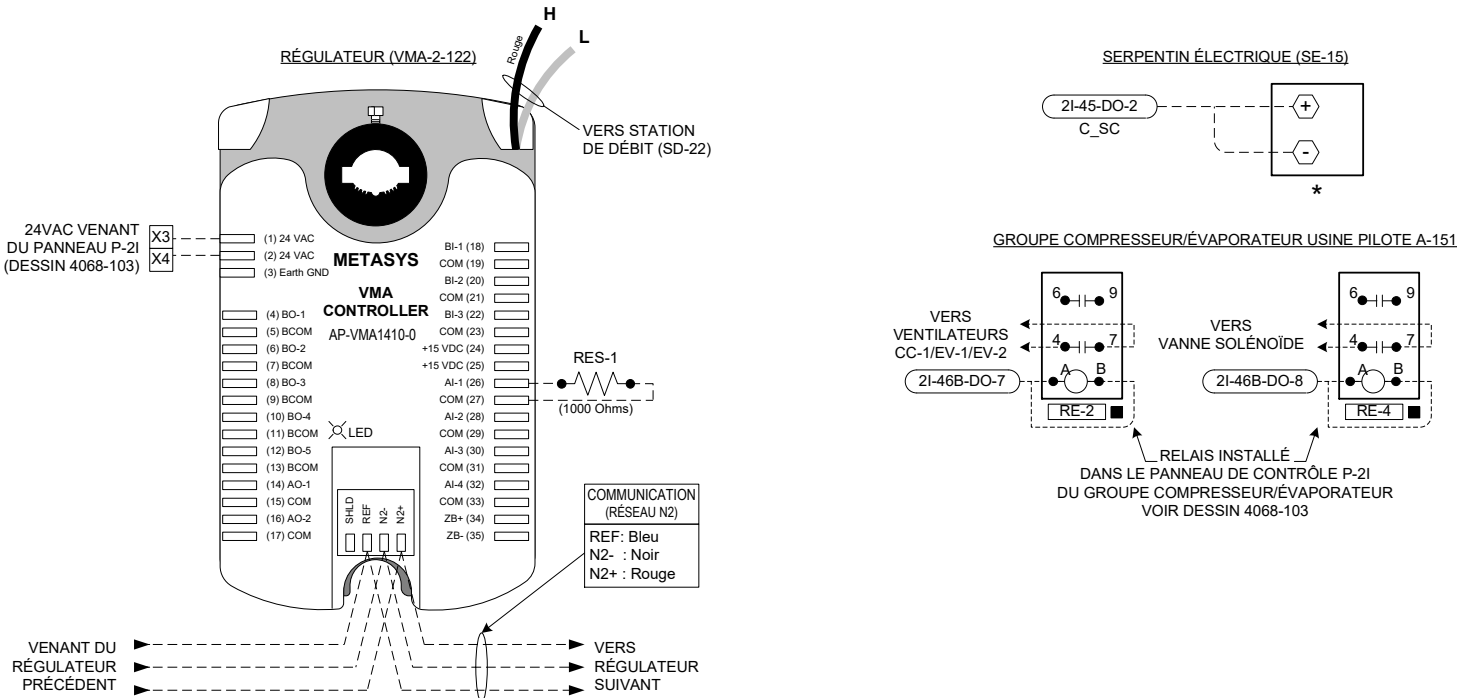 H
L
Rouge
RÉGULATEUR (VMA-2-122)
VERS STATION
DE DÉBIT (SD-22)
24VAC VENANT
DU PANNEAU P-2I
(DESSIN 4068-103)
X3
X4
(1) 24 VAC
(2) 24 VAC
(3) Earth GND
METASYS
VMA
CONTROLLER
AP-VMA1410-0
(4) BO-1
(5) BCOM
(6) BO-2
(7) BCOM
(8) BO-3
(9) BCOM
(10) BO-4
(11) BCOM
(12) BO-5
(13) BCOM
(14) AO-1
(15) COM
(16) AO-2
(17) COM
LED
BI-1 (18)
COM (19)
BI-2 (20)
COM (21)
BI-3 (22)
COM (23)
+15 VDC (24)
+15 VDC (25)
AI-1 (26)
COM (27)
AI-2 (28)
COM (29)
AI-3 (30)
COM (31)
AI-4 (32)
COM (33)
ZB+ (34)
ZB- (35)
RES-1
(1000 Ohms)
SHLD
REF
N2-
N2+
COMMUNICATION
(RÉSEAU N2)
REF: Bleu
N2- : Noir
N2+ : Rouge
VENANT DU
RÉGULATEUR
PRÉCÉDENT
VERS
RÉGULATEUR
SUIVANT
SERPENTIN ÉLECTRIQUE (SE-15)
2I-45-DO-2
C_SC
+
-
*
GROUPE COMPRESSEUR/ÉVAPORATEUR USINE PILOTE A-151
VERS
VENTILATEURS
CC-1/EV-1/EV-2
2I-46B-DO-7
6 9
4 7
A B
RE-2
VERS
VANNE SOLÉNOÏDE
2I-46B-DO-8
6 9
4 7
A B
RE-4
RELAIS INSTALLÉ
DANS LE PANNEAU DE CONTRÔLE P-2I
DU GROUPE COMPRESSEUR/ÉVAPORATEUR
VOIR DESSIN 4068-103